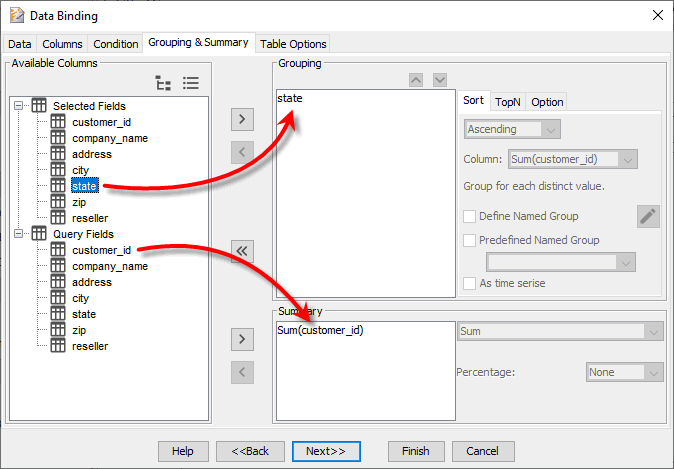 Data Binding
Data Columns Condition Grouping & Summary Table Options
Available Columns
Selected Fields
customer_id
company_name
address
city
state
zip
reseller
Query Fields
customer_id
company_name
address
city
state
zip
reseller
Grouping
state
Sort TopN Option
Ascending
Column: Sum(customer_id)
Group for each distinct value.
Define Named Group
Predefined Named Group
As time serise
Summary
Sum(customer_id)
Sum
Percentage: None
Help <<Back Next>> Finish Cancel